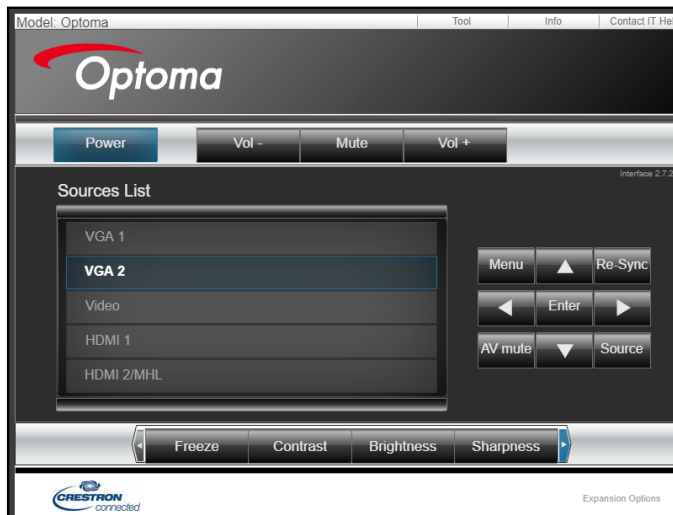 Model: Optoma Tool Info Contact IT Hel
Optoma
Power Vol - Mute Vol +
Interface 2.7.2
Sources List
VGA 1
VGA 2
Video
HDMI 1
HDMI 2/MHL
Menu Re-Sync
Enter
AV mute Source
Freeze Contrast Brightness Sharpness
CRESTRON
connected
Expansion Options